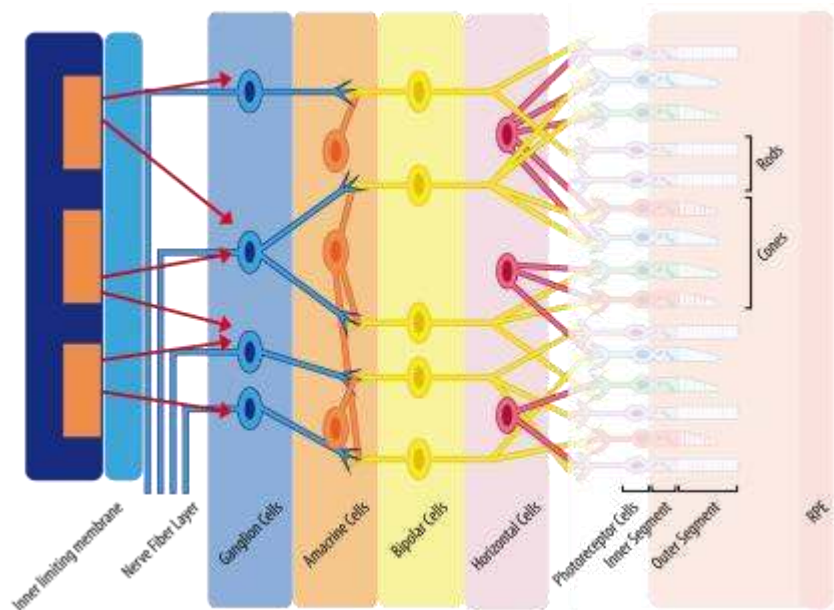 Rods
Cones
Inner limiting membrane
Nerve Fiber Layer
Ganglion Cells
Amacrine Cells
Bipolar Cells
Horizontal Cells
Photoreceptor Cells
Inner Segment
Outer Segment
RPE